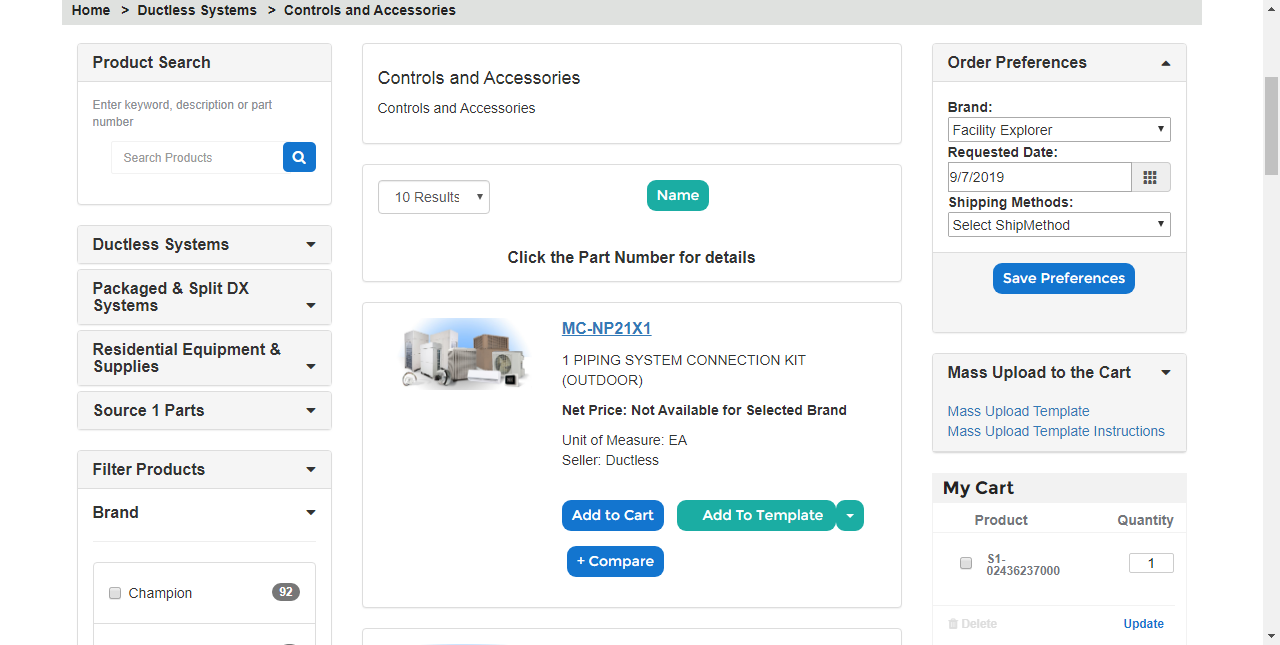 Home > Ductless Systems > Controls and Accessories
Product Search
Enter keyword, description or part
number
Search Products
Ductless Systems
Packaged & Split DX
Systems
Residential Equipment &
Supplies
Source 1 Parts
Filter Products
Brand
Champion 92
Controls and Accessories
Controls and Accessories
10 Results
Name
Click the Part Number for details
MC-NP21X1
1 PIPING SYSTEM CONNECTION KIT
(OUTDOOR)
Net Price: Not Available for Selected Brand
Unit of Measure: EA
Seller: Ductless
Add to Cart
Add To Template
+ Compare
Order Preferences
Brand:
Facility Explorer
Requested Date:
9/7/2019
Shipping Methods:
Select ShipMethod
Save Preferences
Mass Upload to the Cart
Mass Upload Template
Mass Upload Template Instructions
My Cart
Product Quantity
S1-
02436237000
1
Delete Update